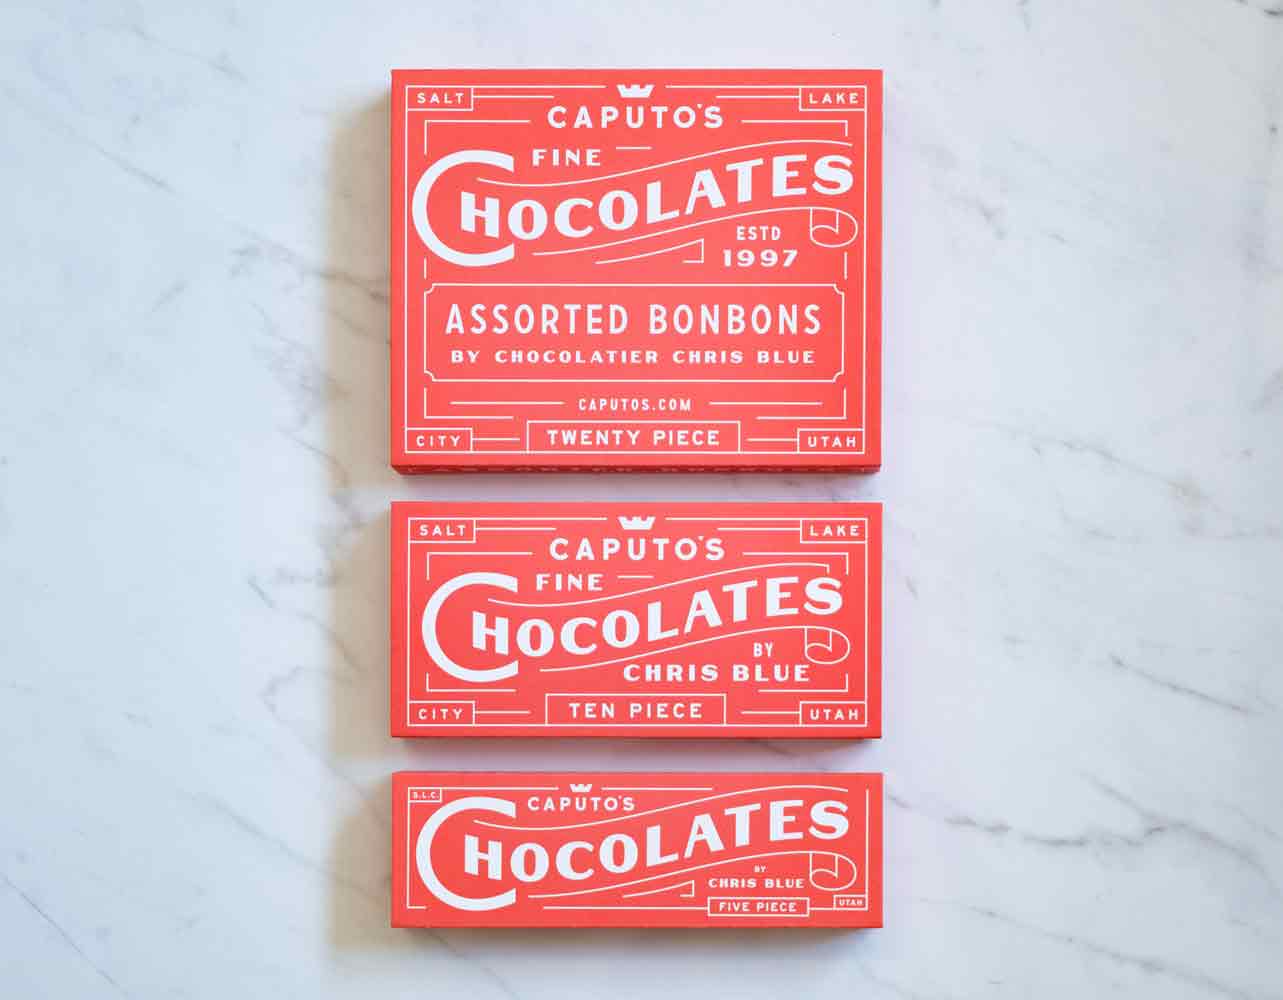 SALT LAKE
CAPUTO'S
FINE
CHOCOLATES
ESTD
1997
ASSORTED BONBONS
BY CHOCOLATIER CHRIS BLUE
CAPUTOS.COM
CITY TWENTY PIECE UTAH
SALT LAKE
CAPUTO'S
FINE
CHOCOLATES
BY
CHRIS BLUE
CITY TEN PIECE UTAH
S.L.C.
CAPUTO'S
CHOCOLATES
BY
CHRIS BLUE
FIVE PIECE UTAH